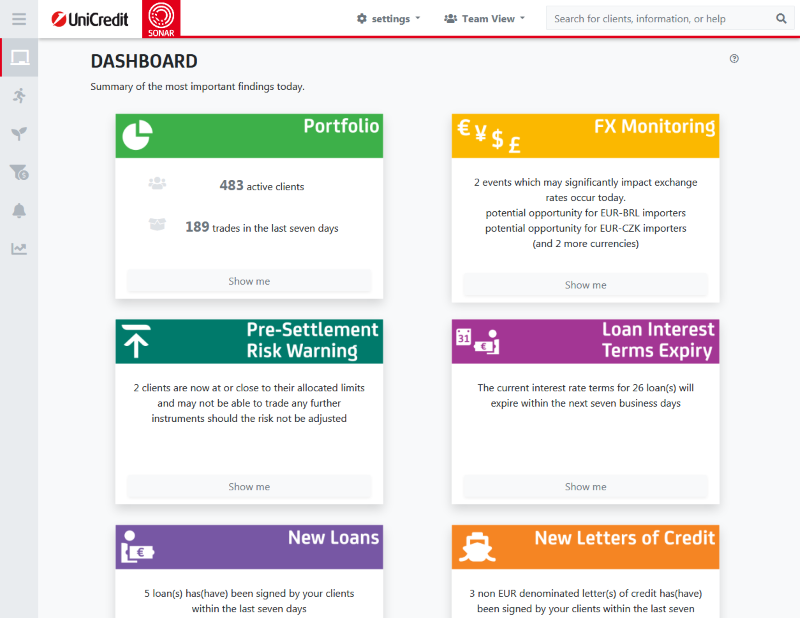 UniCredit
SONAR
settings
Team View
Search for clients, information, or help
DASHBOARD
Summary of the most important findings today.
Portfolio
483 active clients
189 trades in the last seven days
Show me
€ ¥ $ £
FX Monitoring
2 events which may significantly impact exchange
rates occur today.
potential opportunity for EUR-BRL importers
potential opportunity for EUR-CZK importers
(and 2 more currencies)
Show me
Pre-Settlement
Risk Warning
2 clients are now at or close to their allocated limits
and may not be able to trade any further
instruments should the risk not be adjusted
Show me
31
€
Loan Interest
Terms Expiry
The current interest rate terms for 26 loan(s) will
expire within the next seven business days
Show me
€
New Loans
5 loan(s) has(have) been signed by your clients
within the last seven days
New Letters of Credit
3 non EUR denominated letter(s) of credit has(have)
been signed by your clients within the last seven